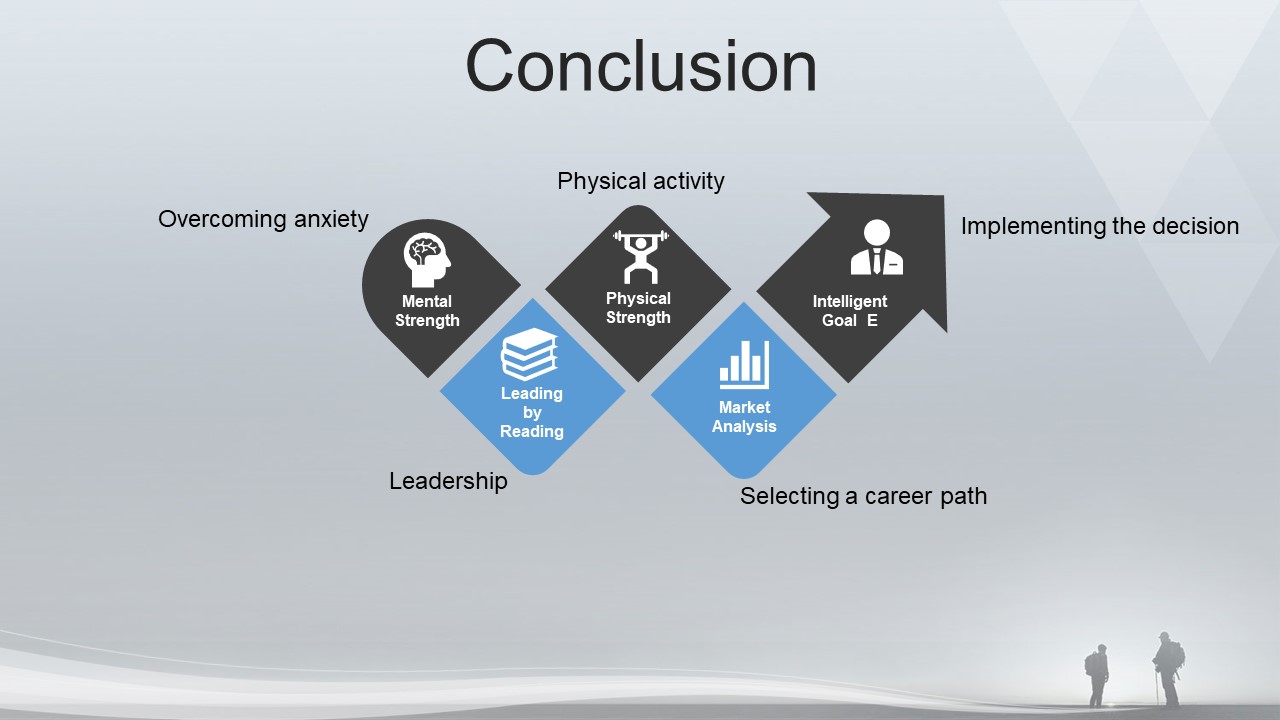 Conclusion
Physical activity
Overcoming anxiety
Implementing the decision
Mental
Strength
Physical
Strength
Intelligent
Goal  E
Leading
by
Reading
Market
Analysis
Leadership
Selecting a career path